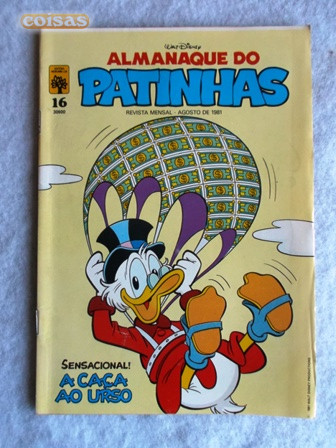 coisas
WALT DISNEY
ALMANAQUE DO
PATINHAS
REVISTA MENSAL - AGOSTO DE 1981
16
SENSACIONAL!
A CAÇA
AO URSO